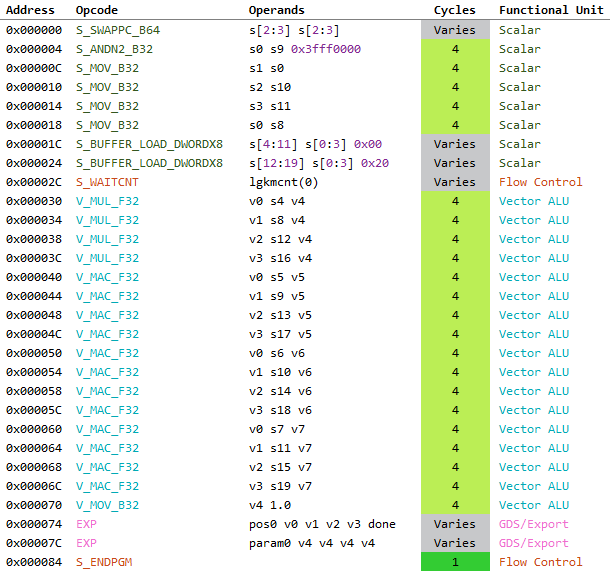 Address Opcode Operands Cycles Functional Unit
0x000000 S_SWAPPC_B64 s[2:3] s[2:3] Varies Scalar
0x000004 S_ANDN2_B32 s0 s9 0x3fff0000 4 Scalar
0x00000C S_MOV_B32 s1 s0 4 Scalar
0x000010 S_MOV_B32 s2 s10 4 Scalar
0x000014 S_MOV_B32 s3 s11 4 Scalar
0x000018 S_MOV_B32 s0 s8 4 Scalar
0x00001C S_BUFFER_LOAD_DWORDX8 s[4:11] s[0:3] 0x00 Varies Scalar
0x000024 S_BUFFER_LOAD_DWORDX8 s[12:19] s[0:3] 0x20 Varies Scalar
0x00002C S_WAITCNT lgkmcnt(0) Varies Flow Control
0x000030 V_MUL_F32 v0 s4 v4 4 Vector ALU
0x000034 V_MUL_F32 v1 s8 v4 4 Vector ALU
0x000038 V_MUL_F32 v2 s12 v4 4 Vector ALU
0x00003C V_MUL_F32 v3 s16 v4 4 Vector ALU
0x000040 V_MAC_F32 v0 s5 v5 4 Vector ALU
0x000044 V_MAC_F32 v1 s9 v5 4 Vector ALU
0x000048 V_MAC_F32 v2 s13 v5 4 Vector ALU
0x00004C V_MAC_F32 v3 s17 v5 4 Vector ALU
0x000050 V_MAC_F32 v0 s6 v6 4 Vector ALU
0x000054 V_MAC_F32 v1 s10 v6 4 Vector ALU
0x000058 V_MAC_F32 v2 s14 v6 4 Vector ALU
0x00005C V_MAC_F32 v3 s18 v6 4 Vector ALU
0x000060 V_MAC_F32 v0 s7 v7 4 Vector ALU
0x000064 V_MAC_F32 v1 s11 v7 4 Vector ALU
0x000068 V_MAC_F32 v2 s15 v7 4 Vector ALU
0x00006C V_MAC_F32 v3 s19 v7 4 Vector ALU
0x000070 V_MOV_B32 v4 1.0 4 Vector ALU
0x000074 EXP pos0 v0 v1 v2 v3 done Varies GDS/Export
0x00007C EXP param0 v4 v4 v4 v4 Varies GDS/Export
0x000084 S_ENDPGM 1 Flow Control